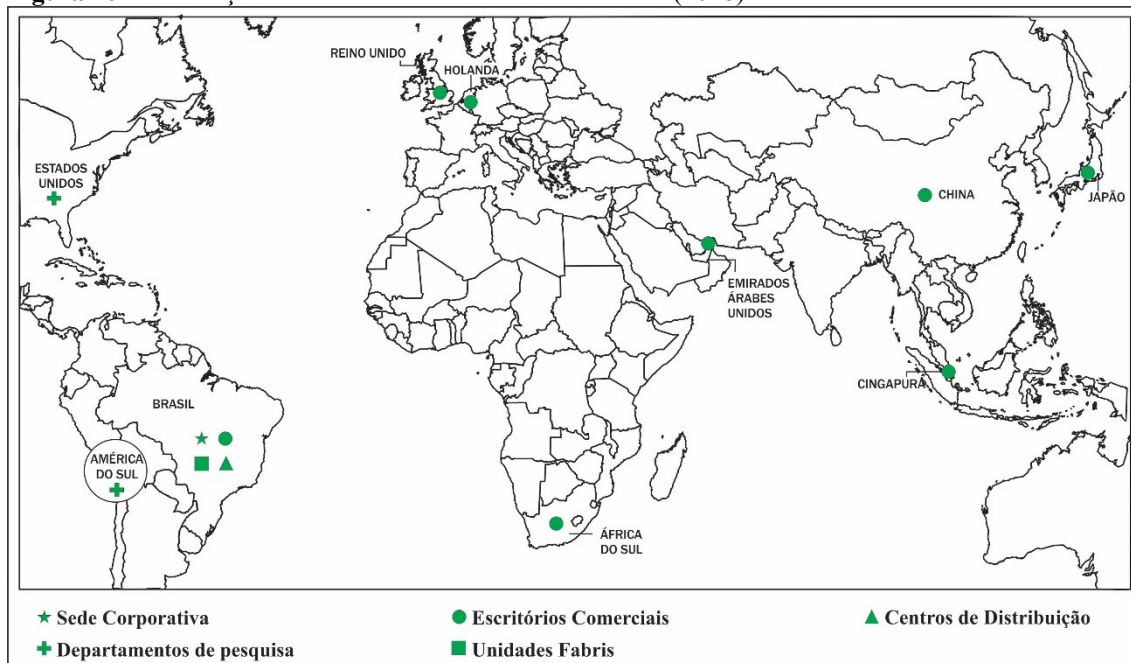 REINO UNIDO
HOLANDA
ESTADOS
UNIDOS
CHINA
JAPÃO
EMIRADOS
ÁRABES
UNIDOS
CINGAPURA
BRASIL
AMÉRICA
DO SUL
ÁFRICA
DO SUL
Sede Corporativa
Escritórios Comerciais
Centros de Distribuição
Departamentos de pesquisa
Unidades Fabris